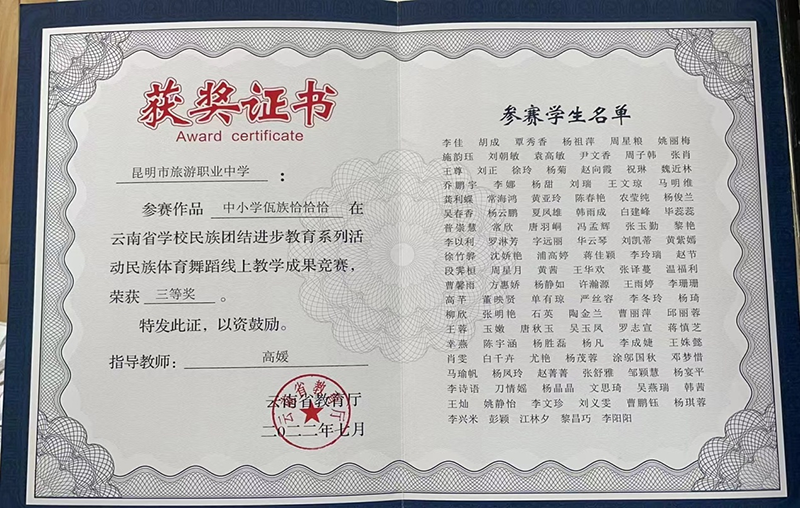 获奖证书
Award certificate
昆明市旅游职业中学：
参赛作品 中小学佤族恰恰恰 在
云南省学校民族团结进步教育系列活
动民族体育舞蹈线上教学成果竞赛，
荣获 三等奖 。
特发此证，以资鼓励。
指导教师： 高媛
云南省教育厅
二〇二二年七月
云南省教育厅
参赛学生名单
李佳 胡成 覃秀香 杨祖萍 周星粮 姚丽梅
施韵珏 刘朝敏 袁高敏 尹文香 周子韩 张肖
王尊 刘正 徐玲 杨菊 赵向霞 祝琳 魏近林
乔鹏宇 李娜 杨甜 刘瑞 王文琼 马明维
龚利蝶 常海鸿 黄亚玲 陈春艳 农莹纯 杨俊兰
吴春香 杨云鹏 夏凤雄 韩雨成 白建峰 毕蕊蕊
普崇慧 常欣 唐羽峒 冯孟辉 张玉勤 黎艳
李以利 罗淋芳 字远丽 华云琴 刘凯蒂 黄紫嫣
徐竹磬 沈娇艳 浦高婷 蒋佳颖 李玲瑞 赵节
段霁桓 周星月 黄茜 王华欢 张译蔓 温福利
曹馨雨 方惠娇 杨静如 许瀚源 王雨婷 李珊珊
高芊 董映贤 单有琼 严丝容 李冬玲 杨琦
柳欣 张明艳 石英 陶金兰 曹丽萍 邱丽蓉
王蓉 玉嫩 唐秋玉 吴玉凤 罗志宣 蒋慎芝
李燕 陈宇涵 杨胜磊 杨凡 李成婕 王姝懿
肖雯 白千卉 尤艳 杨茂蓉 涂邬国秋 邓梦惜
马瑜帆 杨凤玲 赵菁菁 张舒雅 邹颖慧 杨宴平
李诗语 刀情媱 杨晶晶 文思琦 吴燕瑞 韩茜
王灿 姚静怡 李文珍 刘义雯 曹鹏钰 杨琪蓉
李兴米 彭颖 江林夕 黎昌巧 李阳阳